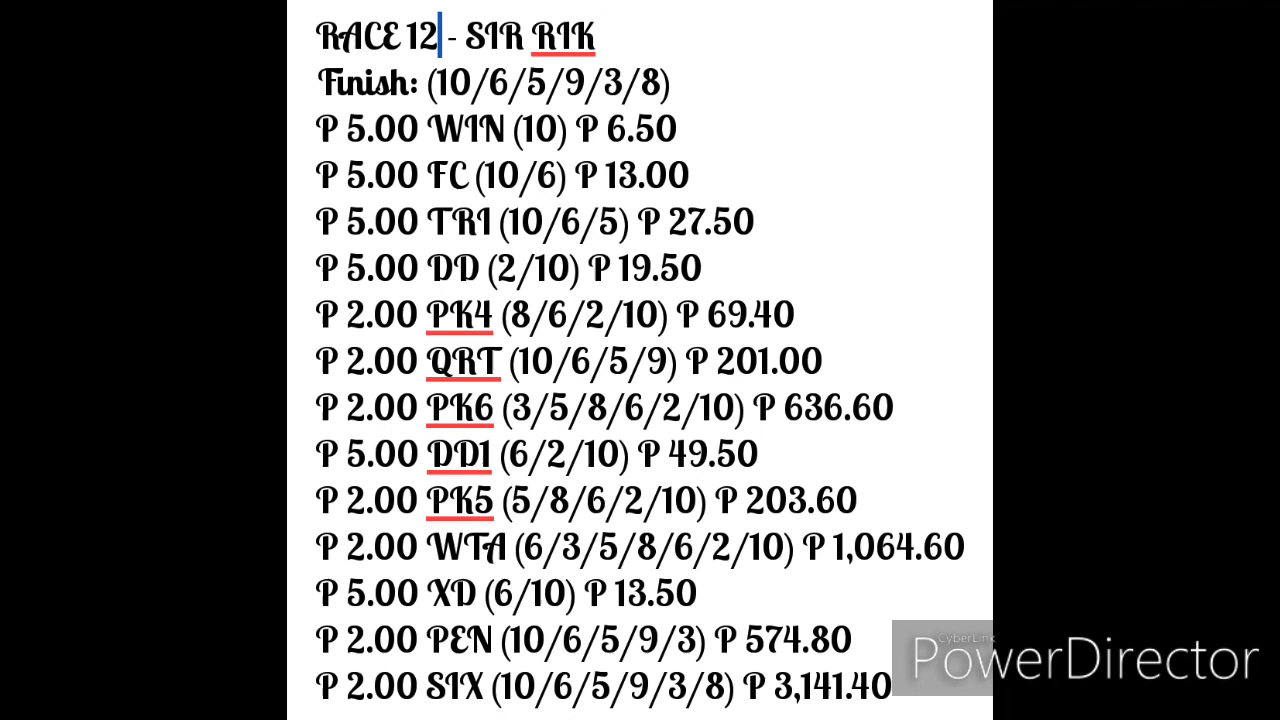 RACE 12 - SIR RIK
Finish: (10/6/5/9/3/8)
P 5.00 WIN (10) P 6.50
P 5.00 FC (10/6) P 13.00
P 5.00 TRI (10/6/5) P 27.50
P 5.00 DD (2/10) P 19.50
P 2.00 PK4 (8/6/2/10) P 69.40
P 2.00 QRT (10/6/5/9) P 201.00
P 2.00 PK6 (3/5/8/6/2/10) P 636.60
P 5.00 DD1 (6/2/10) P 49.50
P 2.00 PK5 (5/8/6/2/10) P 203.60
P 2.00 WTA (6/3/5/8/6/2/10) P 1,064.60
P 5.00 XD (6/10) P 13.50
P 2.00 PEN (10/6/5/9/3) P 574.80
P 2.00 SIX (10/6/5/9/3/8) P 3,141.40
CyberLink
PowerDirector